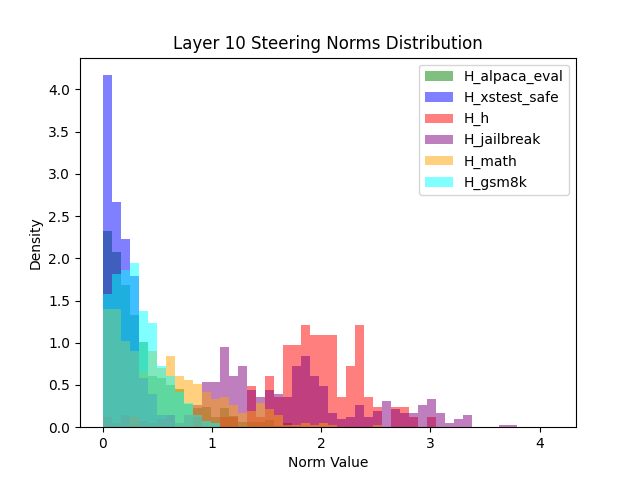 Layer 10 Steering Norms Distribution
H_alpaca_eval
H_xstest_safe
H_h
H_jailbreak
H_math
H_gsm8k
4.0
3.5
3.0
2.5
2.0
1.5
1.0
0.5
0.0
Density
0 1 2 3 4
Norm Value